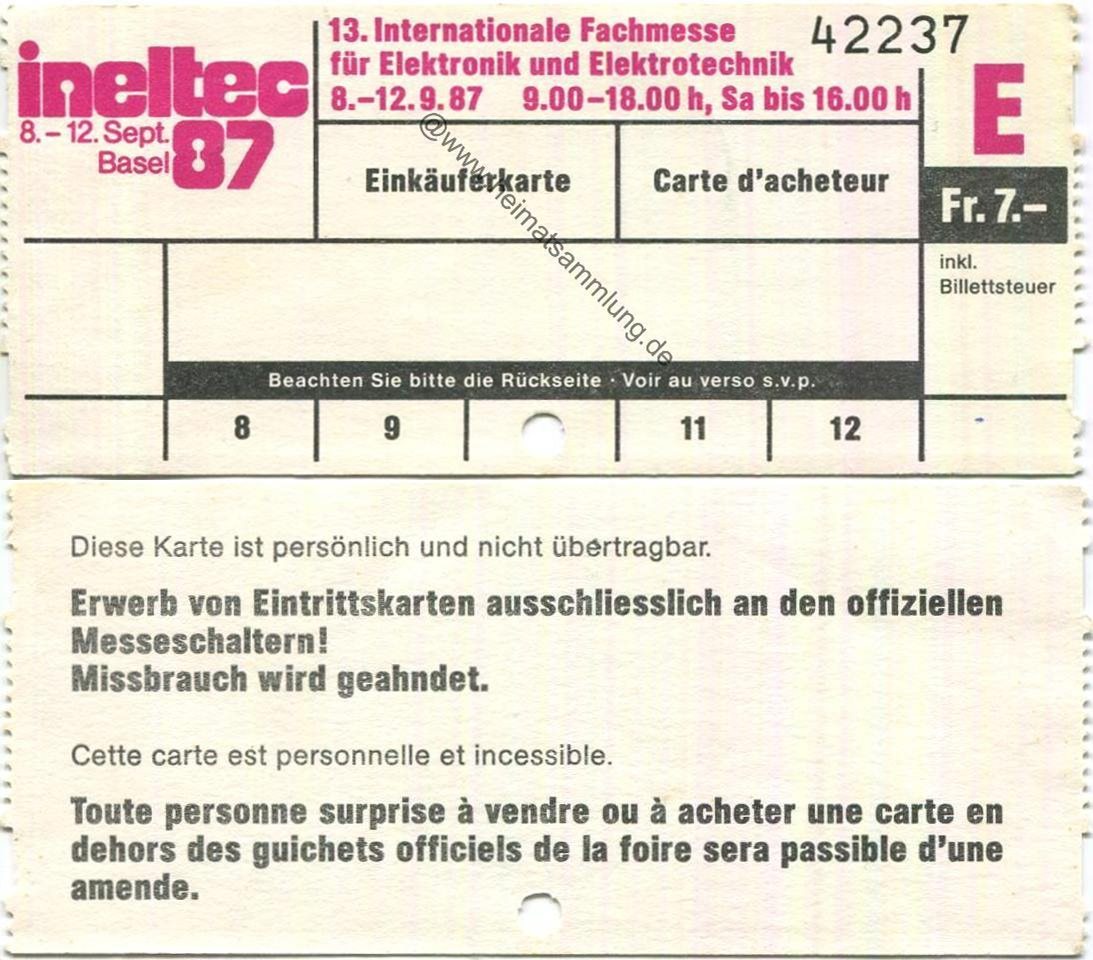 ineltec
8. – 12. Sept.
Basel 87
13. Internationale Fachmesse
für Elektronik und Elektrotechnik
8.–12.9.87 9.00–18.00 h, Sa bis 16.00 h
42237
E
Einkäuferkarte
Carte d'acheteur
Fr. 7.–
inkl.
Billettsteuer
@www.heimatsammlung.de
Beachten Sie bitte die Rückseite · Voir au verso s.v.p.
8 9 11 12
Diese Karte ist persönlich und nicht übertragbar.
Erwerb von Eintrittskarten ausschliesslich an den offiziellen
Messeschaltern!
Missbrauch wird geahndet.
Cette carte est personnelle et incessible.
Toute personne surprise à vendre ou à acheter une carte en
dehors des guichets officiels de la foire sera passible d'une
amende.